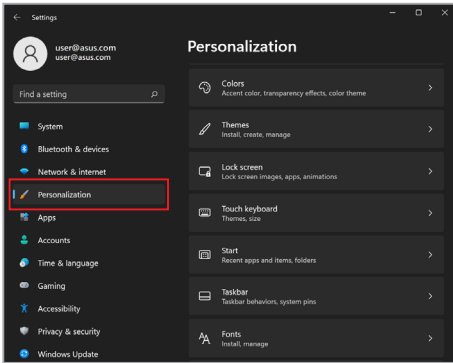 Settings
user@asus.com
user@asus.com
Find a setting
System
Bluetooth & devices
Network & internet
Personalization
Apps
Accounts
Time & language
Gaming
Accessibility
Privacy & security
Windows Update
Personalization
Colors
Accent color, transparency effects, color theme
Themes
Install, create, manage
Lock screen
Lock screen images, apps, animations
Touch keyboard
Themes, size
Start
Recent apps and items, folders
Taskbar
Taskbar behaviors, system pins
Fonts
Install, manage